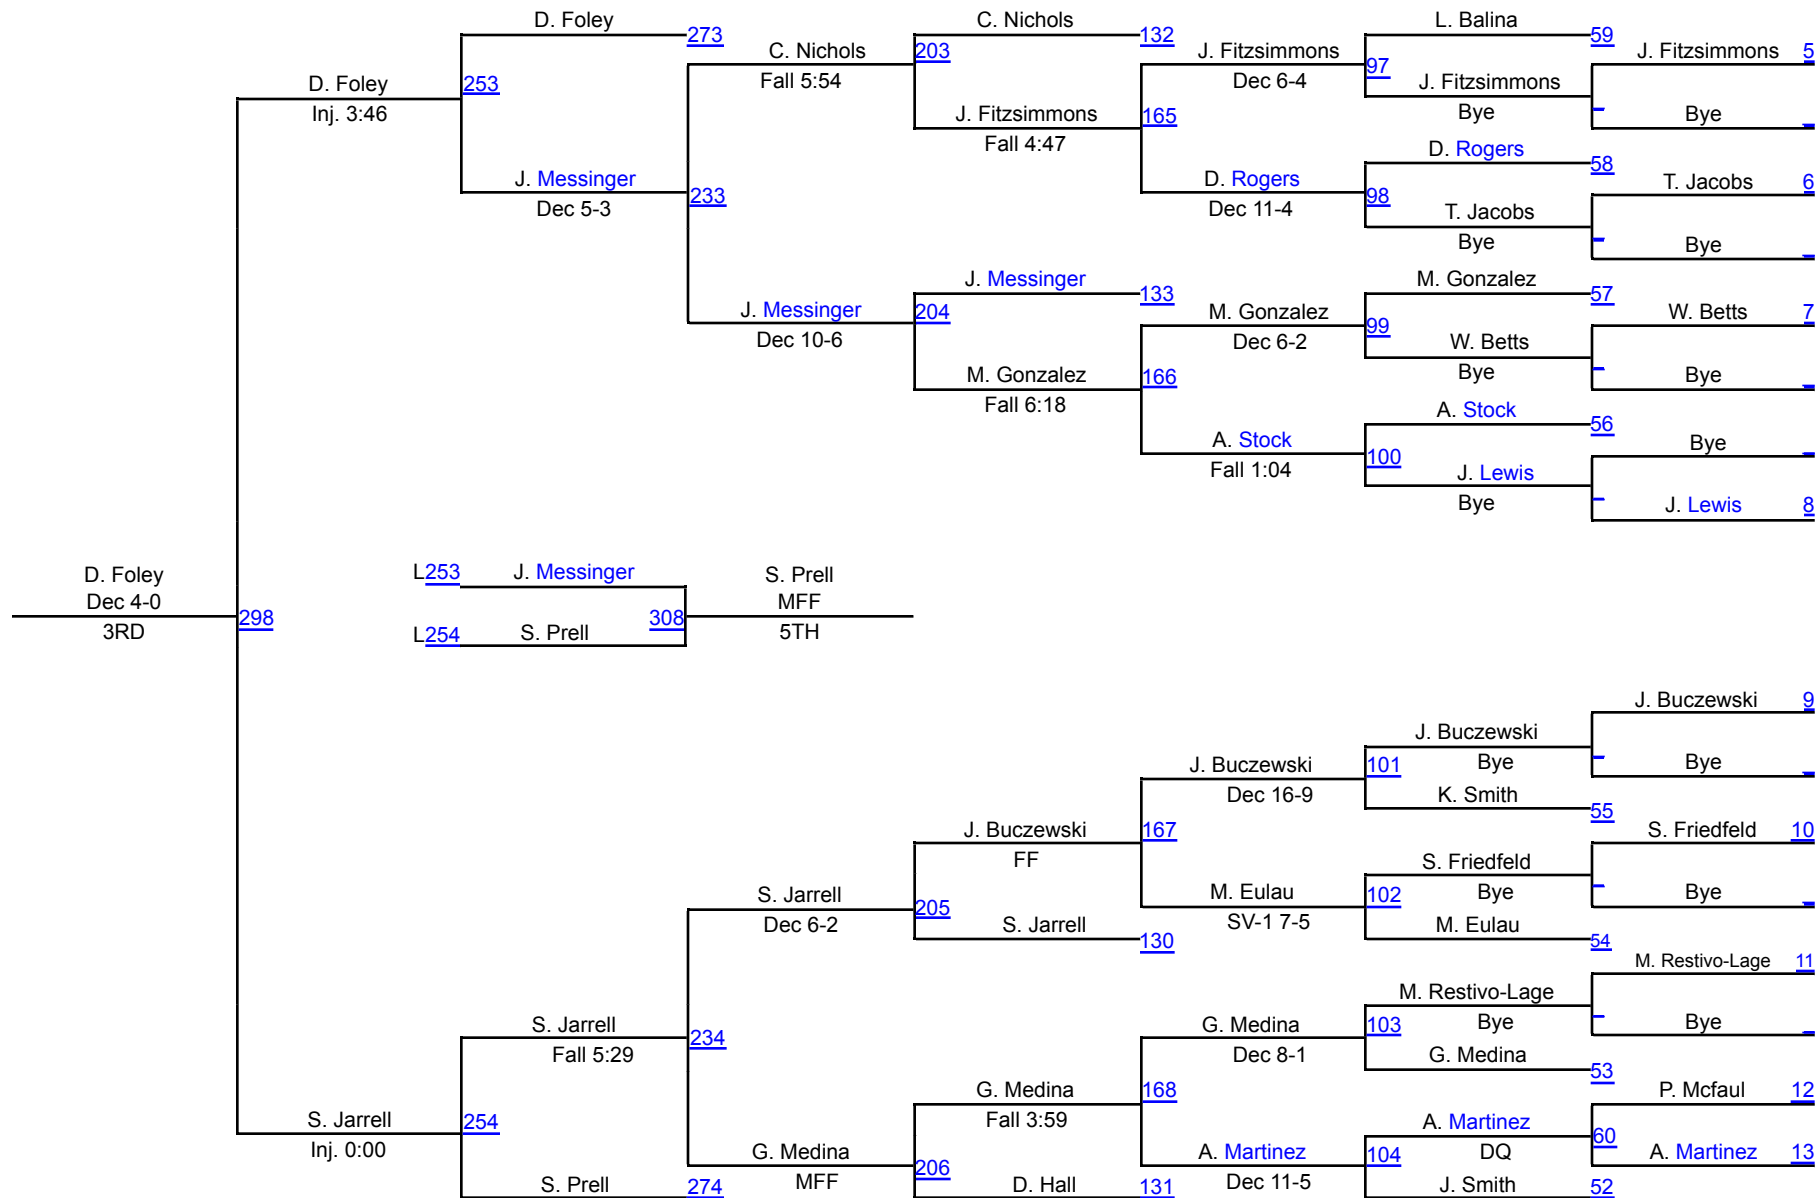 D. Foley
273
253
D. Foley
Inj. 3:46
J. Messinger
Dec 5-3
C. Nichols
Fall 5:54
233
J. Messinger
Dec 10-6
C. Nichols
132
203
J. Fitzsimmons
Fall 4:47
J. Messinger
133
204
M. Gonzalez
Fall 6:18
J. Fitzsimmons
Dec 6-4
165
D. Rogers
Dec 11-4
M. Gonzalez
Dec 6-2
166
A. Stock
Fall 1:04
L. Balina
59
97
J. Fitzsimmons
Bye
D. Rogers
58
98
T. Jacobs
Bye
M. Gonzalez
57
99
W. Betts
Bye
A. Stock
56
100
J. Lewis
Bye
J. Fitzsimmons 5
Bye
T. Jacobs 6
Bye
W. Betts 7
Bye
Bye
J. Lewis 8
D. Foley
Dec 4-0
3RD
298
L253 J. Messinger
308
L254 S. Prell
S. Prell
MFF
5TH
S. Jarrell
Inj. 0:00
254
S. Jarrell
Fall 5:29
S. Prell
274
234
S. Jarrell
Dec 6-2
G. Medina
MFF
205
J. Buczewski
FF
S. Jarrell
130
206
G. Medina
Fall 3:59
D. Hall
131
167
J. Buczewski
Dec 16-9
M. Eulau
SV-1 7-5
168
G. Medina
Dec 8-1
A. Martinez
Dec 11-5
J. Buczewski
Bye
101
K. Smith
55
S. Friedfeld
Bye
102
M. Eulau
54
M. Restivo-Lage
Bye
103
G. Medina
53
A. Martinez
DQ
104
J. Smith
52
J. Buczewski 9
Bye
S. Friedfeld 10
Bye
M. Restivo-Lage 11
Bye
P. Mcfaul 12
60
A. Martinez 13